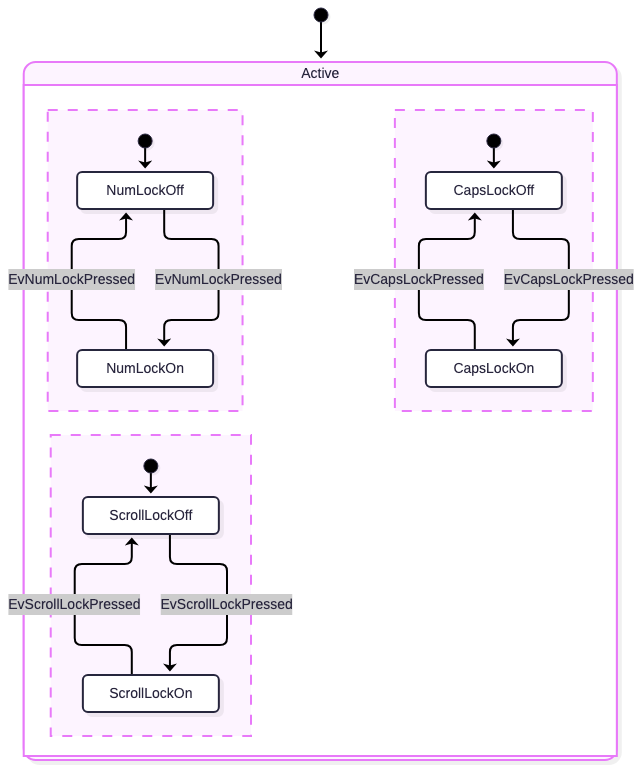 Active
NumLockOff
EvNumLockPressed
EvNumLockPressed
NumLockOn
CapsLockOff
EvCapsLockPressed
EvCapsLockPressed
CapsLockOn
ScrollLockOff
EvScrollLockPressed
EvScrollLockPressed
ScrollLockOn